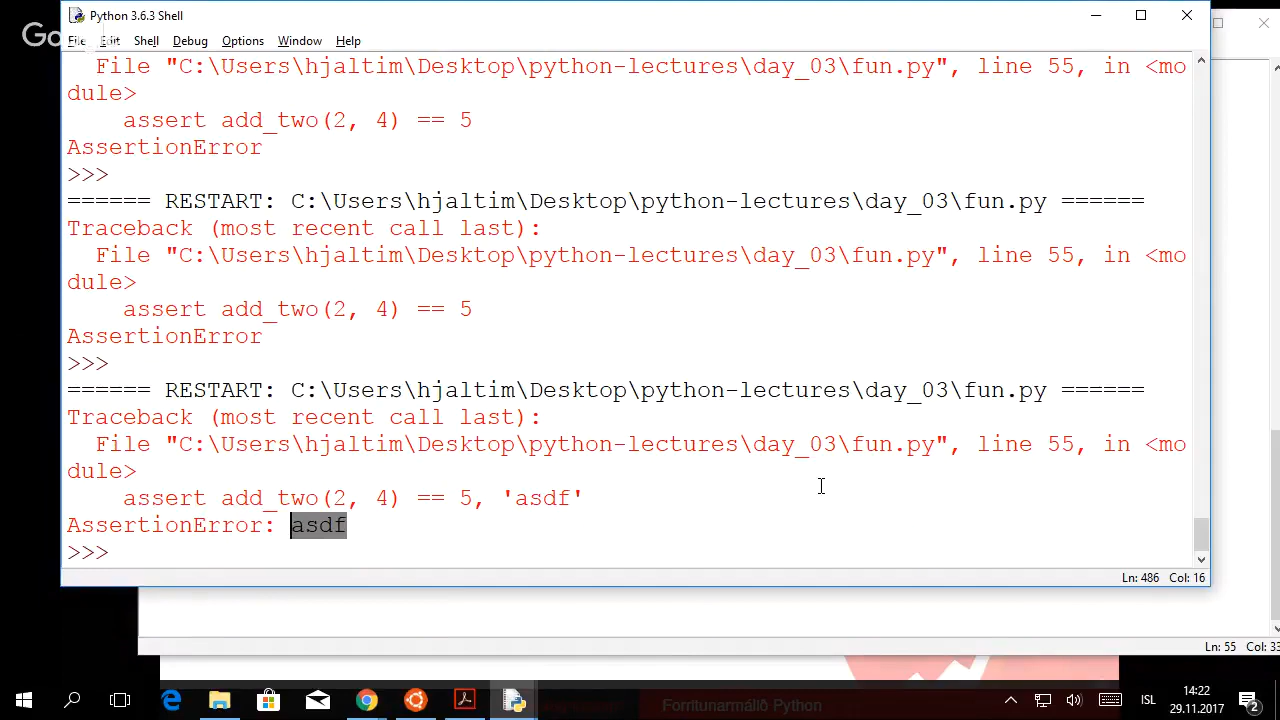 Python 3.6.3 Shell
File Edit Shell Debug Options Window Help
File "C:\Users\hjaltim\Desktop\python-lectures\day_03\fun.py", line 55, in <mo
dule>
assert add_two(2, 4) == 5
AssertionError
>>>
====== RESTART: C:\Users\hjaltim\Desktop\python-lectures\day_03\fun.py ======
Traceback (most recent call last):
File "C:\Users\hjaltim\Desktop\python-lectures\day_03\fun.py", line 55, in <mo
dule>
assert add_two(2, 4) == 5
AssertionError
>>>
====== RESTART: C:\Users\hjaltim\Desktop\python-lectures\day_03\fun.py ======
Traceback (most recent call last):
File "C:\Users\hjaltim\Desktop\python-lectures\day_03\fun.py", line 55, in <mo
dule>
assert add_two(2, 4) == 5, 'asdf'
AssertionError: asdf
>>>
Ln: 486 Col: 16
Ln: 55 Col: 33
Forritunarmálið Python
ÍSL
14:22
29.11.2017
2